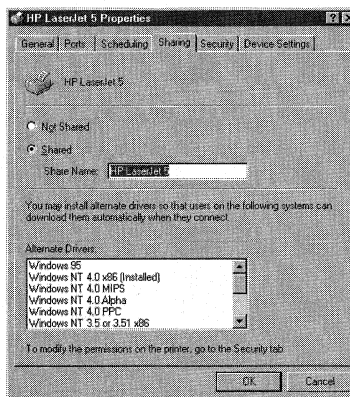 HP LaserJet 5 Properties
General Ports Scheduling Sharing Security Device Settings
HP LaserJet 5
Not Shared
Shared
Share Name: HP LaserJet 5
You may install alternate drivers so that users on the following systems can
download them automatically when they connect.
Alternate Drivers:
Windows 95
Windows NT 4.0 x86 (Installed)
Windows NT 4.0 MIPS
Windows NT 4.0 Alpha
Windows NT 4.0 PPC
Windows NT 3.5 or 3.51 x86
To modify the permissions on the printer, go to the Security tab
OK Cancel